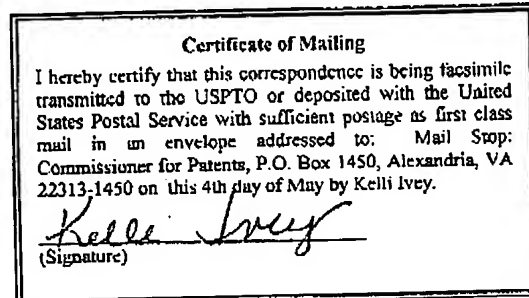 Certificate of Mailing
I hereby certify that this correspondence is being facsimile
transmitted to the USPTO or deposited with the United
States Postal Service with sufficient postage as first class
mail in an envelope addressed to: Mail Stop:
Commissioner for Patents, P.O. Box 1450, Alexandria, VA
22313-1450 on this 4th day of May by Kelli Ivey.
Kelli Ivey
(Signature)